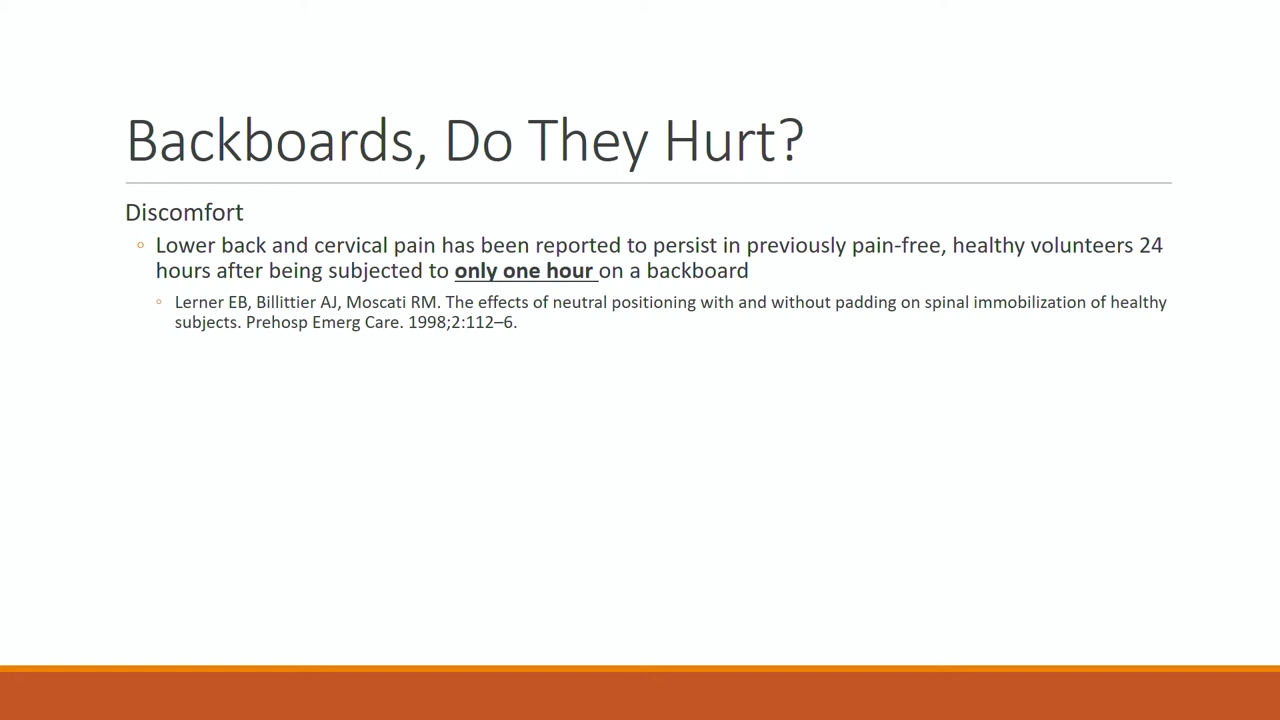 Backboards, Do They Hurt?
Discomfort
◦ Lower back and cervical pain has been reported to persist in previously pain-free, healthy volunteers 24
hours after being subjected to only one hour on a backboard
◦ Lerner EB, Billittier AJ, Moscati RM. The effects of neutral positioning with and without padding on spinal immobilization of healthy
subjects. Prehosp Emerg Care. 1998;2:112–6.